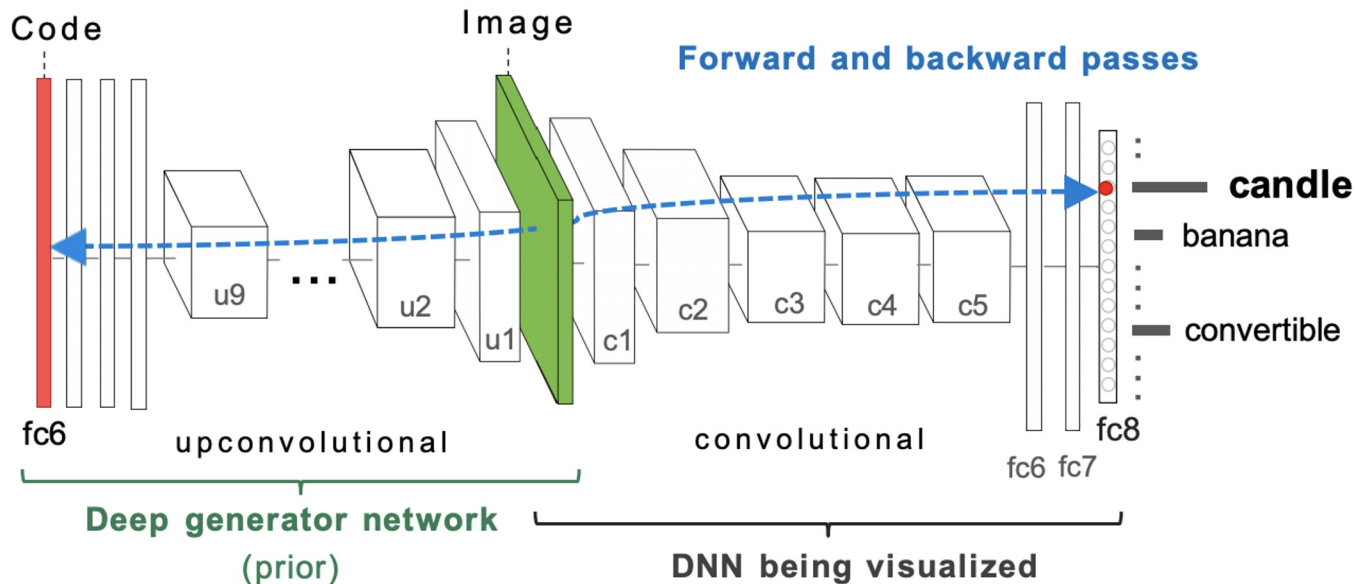 Code
Image
Forward and backward passes
candle
banana
convertible
u9
...
u2
u1
c1
c2
c3
c4
c5
fc6
upconvolutional
convolutional
fc6
fc7
fc8
Deep generator network
(prior)
DNN being visualized